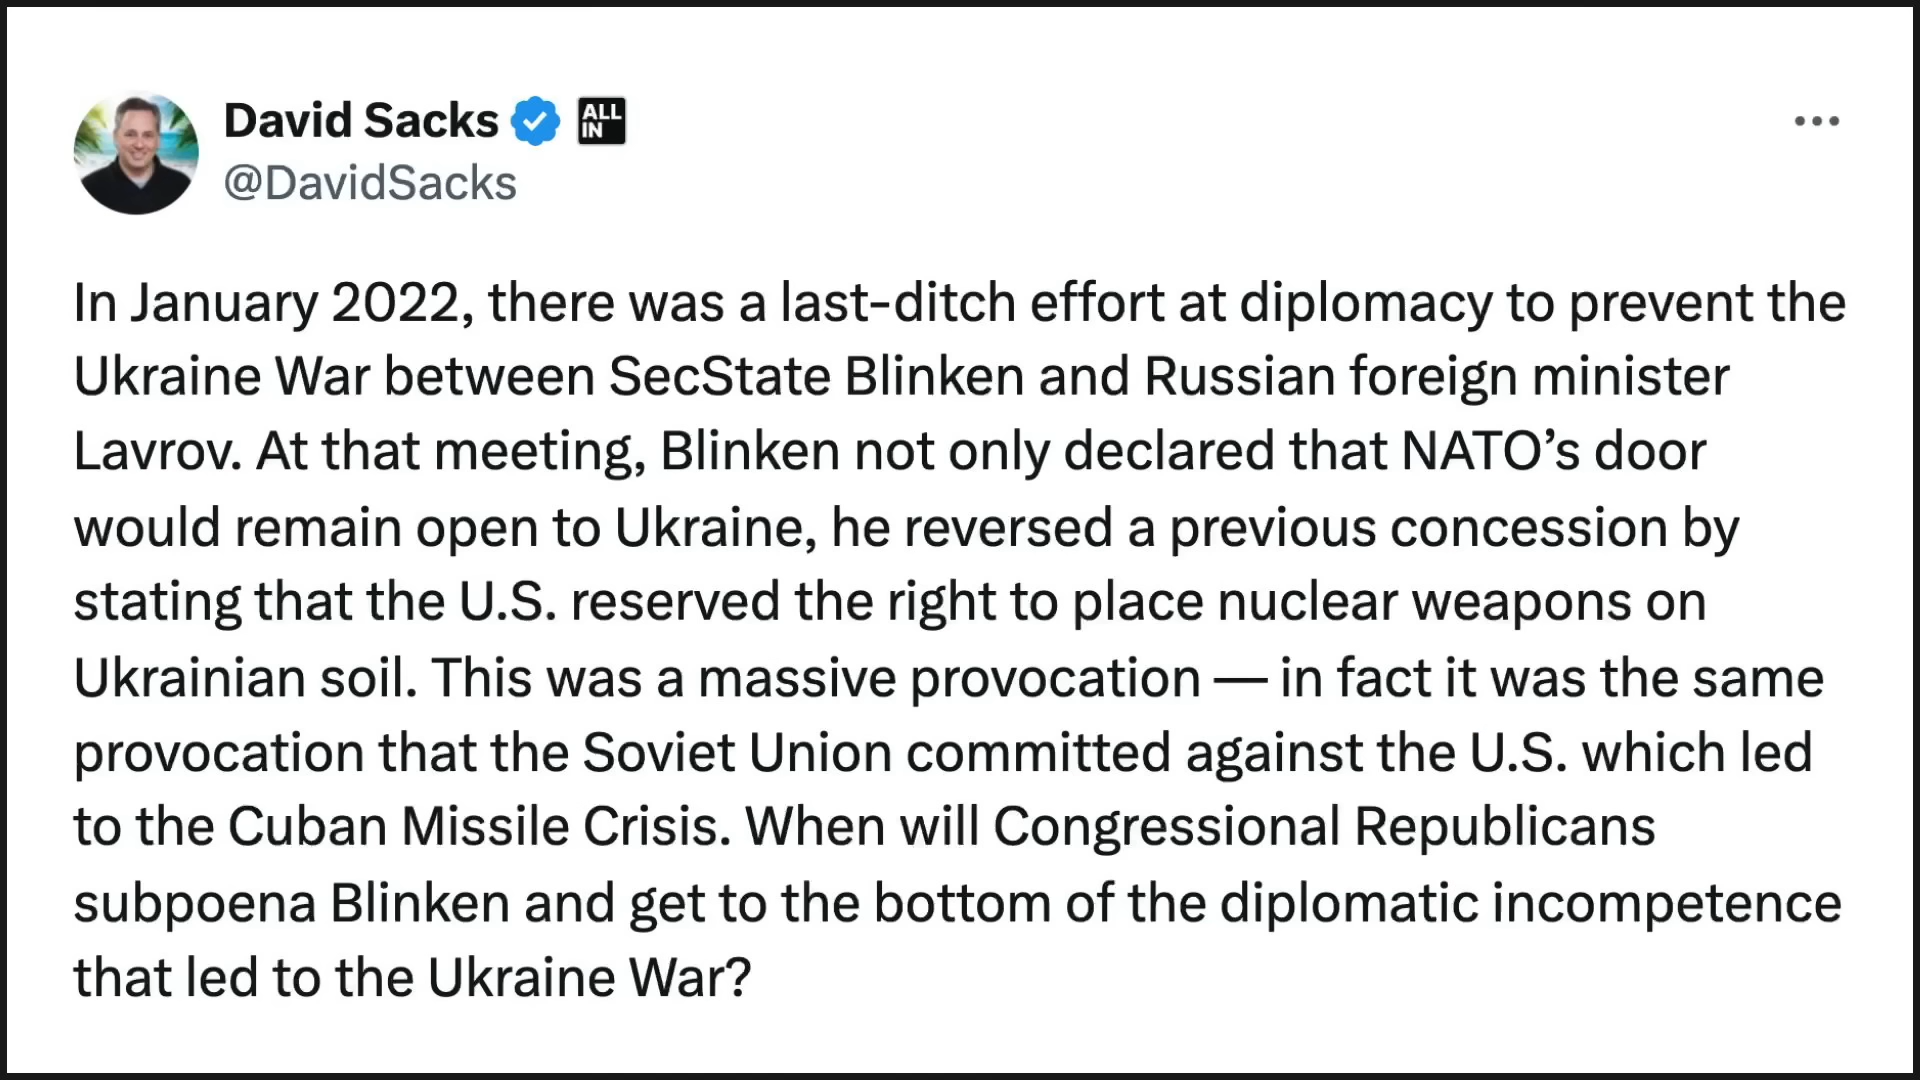 David Sacks ALL IN
@DavidSacks
In January 2022, there was a last-ditch effort at diplomacy to prevent the
Ukraine War between SecState Blinken and Russian foreign minister
Lavrov. At that meeting, Blinken not only declared that NATO’s door
would remain open to Ukraine, he reversed a previous concession by
stating that the U.S. reserved the right to place nuclear weapons on
Ukrainian soil. This was a massive provocation — in fact it was the same
provocation that the Soviet Union committed against the U.S. which led
to the Cuban Missile Crisis. When will Congressional Republicans
subpoena Blinken and get to the bottom of the diplomatic incompetence
that led to the Ukraine War?